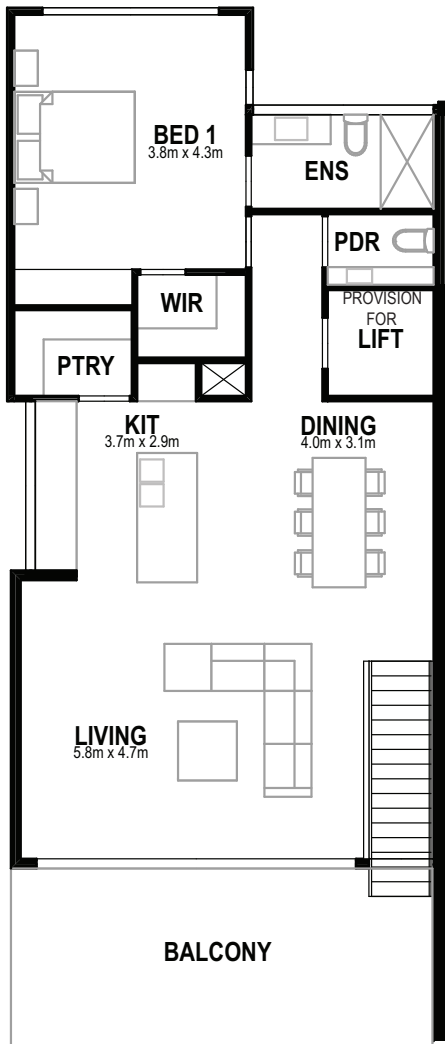 BED 1
3.8m x 4.3m
ENS
PDR
WIR
PROVISION
FOR
LIFT
PTRY
KIT
3.7m x 2.9m
DINING
4.0m x 3.1m
LIVING
5.8m x 4.7m
BALCONY